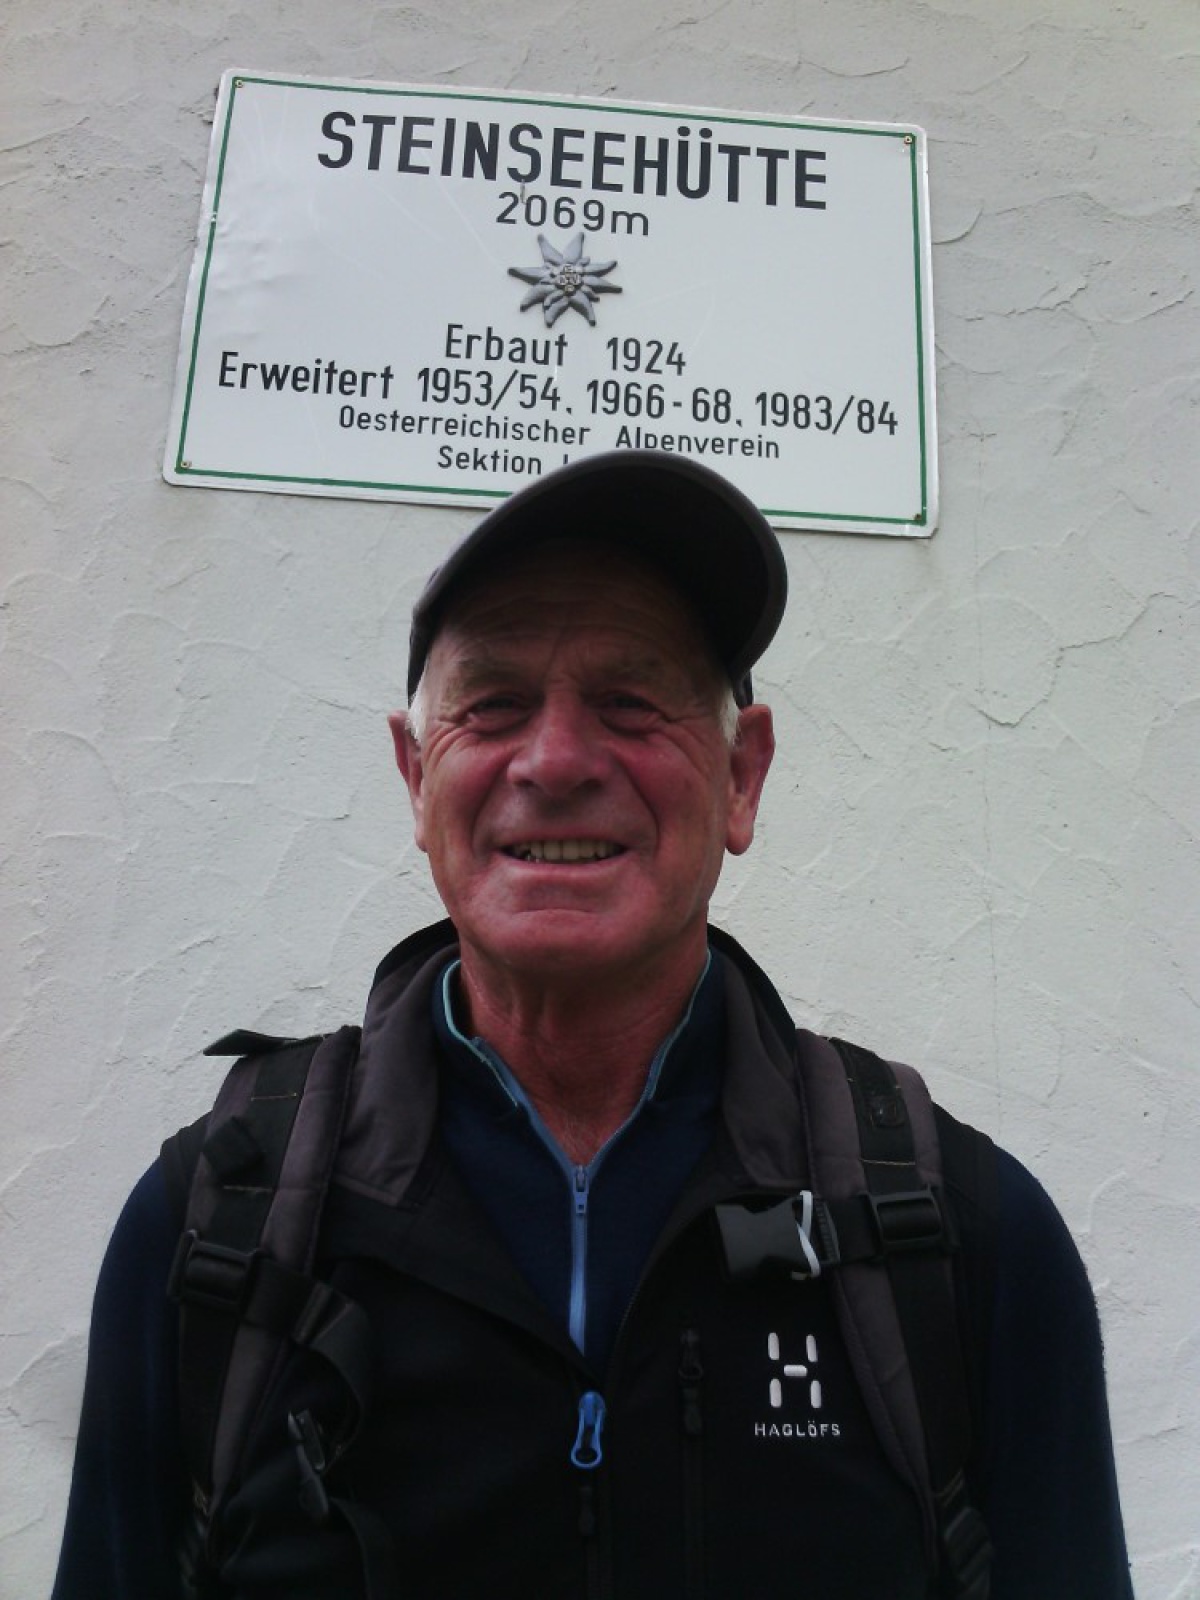 STEINSEEHÜTTE
2069m
Erbaut 1924
Erweitert 1953/54. 1966-68. 1983/84
Oesterreichischer Alpenverein
Sektion
HAGLÖFS